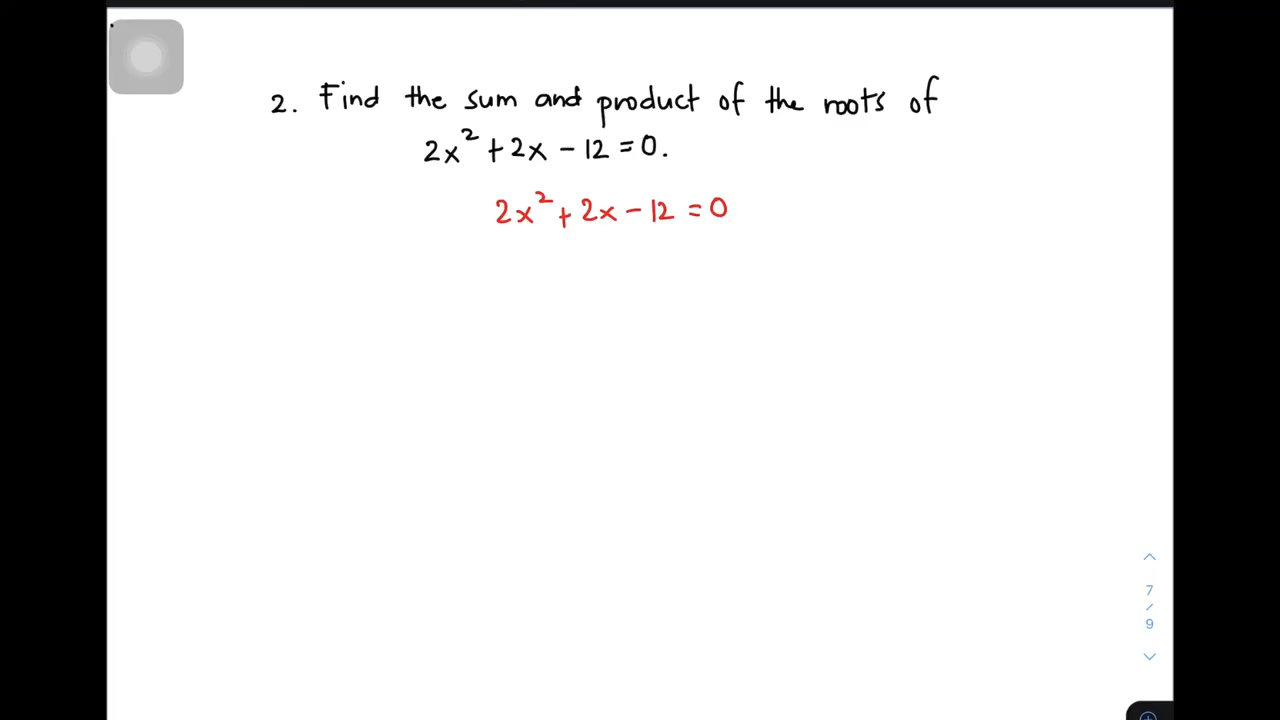 2. Find the sum and product of the roots of
2x² + 2x - 12 = 0.
2x² + 2x - 12 = 0
7
/
9